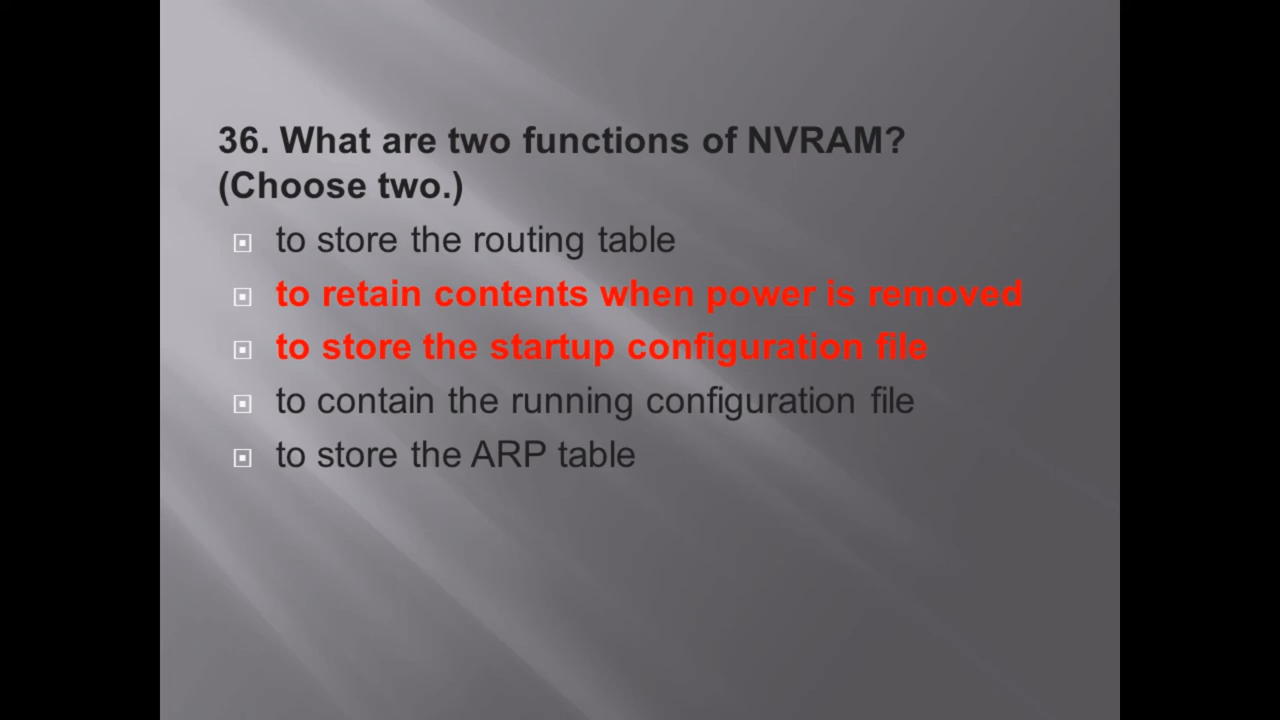 36. What are two functions of NVRAM?
(Choose two.)
to store the routing table
to retain contents when power is removed
to store the startup configuration file
to contain the running configuration file
to store the ARP table